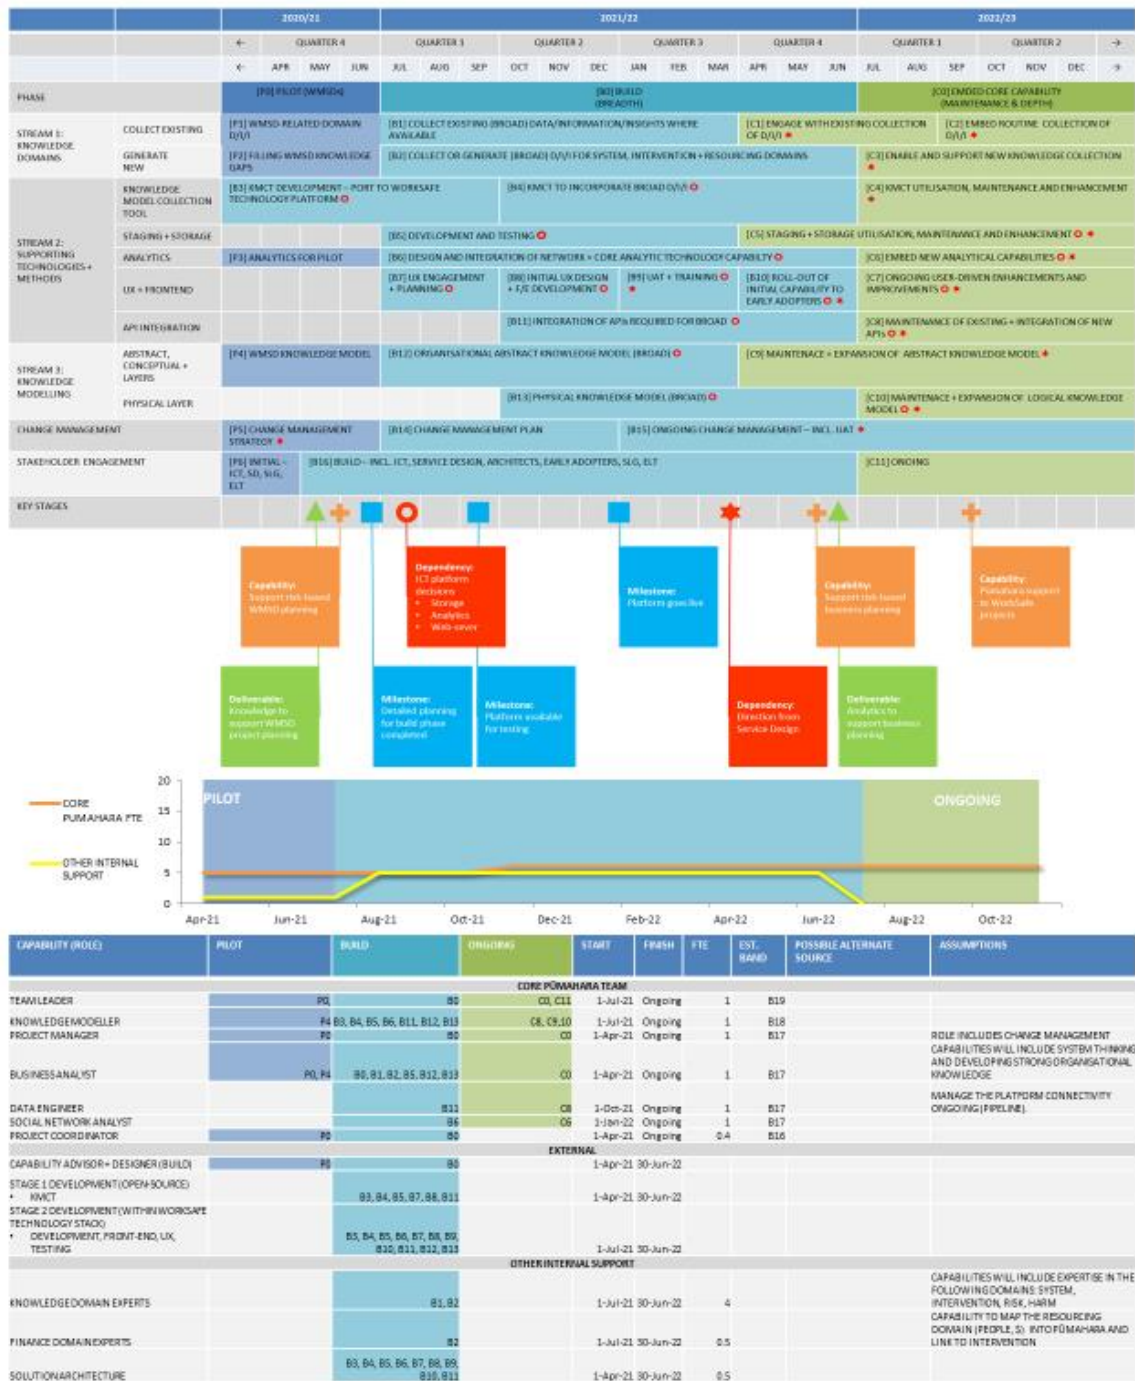 2020/21 2021/22 2022/23
← QUARTER 4 QUARTER 1 QUARTER 2 QUARTER 3 QUARTER 4 QUARTER 1 QUARTER 2 →
← APR MAY JUN JUL AUG SEP OCT NOV DEC JAN FEB MAR APR MAY JUN JUL AUG SEP OCT NOV DEC →
PHASE
[P0] PILOT (WMSDs)
[B0] BUILD
(BREADTH)
[C0] EMBED CORE CAPABILITY
(MAINTENANCE & DEPTH)
STREAM 1:
KNOWLEDGE
DOMAINS
COLLECT EXISTING
[P1] WMSD-RELATED DOMAIN
D/I/I
[B1] COLLECT EXISTING (BROAD) DATA/INFORMATION/INSIGHTS WHERE
AVAILABLE
[C1] ENGAGE WITH EXISTING COLLECTION
OF D/I/I
[C2] EMBED ROUTINE COLLECTION OF
D/I/I
GENERATE
NEW
[P2] FILLING WMSD KNOWLEDGE
GAPS
[B2] COLLECT OR GENERATE (BROAD) D/I/I FOR SYSTEM, INTERVENTION + RESOURCING DOMAINS
[C3] ENABLE AND SUPPORT NEW KNOWLEDGE COLLECTION
STREAM 2:
SUPPORTING
TECHNOLOGIES +
METHODS
KNOWLEDGE
MODEL COLLECTION
TOOL
[B3] KMCT DEVELOPMENT – PORT TO WORKSAFE
TECHNOLOGY PLATFORM
[B4] KMCT TO INCORPORATE BROAD D/I/I
[C4] KMCT UTILISATION, MAINTENANCE AND ENHANCEMENT
STAGING + STORAGE
[B5] DEVELOPMENT AND TESTING
[C5] STAGING + STORAGE UTILISATION, MAINTENANCE AND ENHANCEMENT
ANALYTICS
[P3] ANALYTICS FOR PILOT
[B6] DESIGN AND INTEGRATION OF NETWORK + CORE ANALYTIC TECHNOLOGY CAPABILTY
[C6] EMBED NEW ANALYTICAL CAPABILITIES
UX + FRONTEND
[B7] UX ENGAGEMENT
+ PLANNING
[B8] INITIAL UX DESIGN
+ F/E DEVELOPMENT
[B9] UAT + TRAINING
[B10] ROLL-OUT OF
INITIAL CAPABILITY TO
EARLY ADOPTERS
[C7] ONGOING USER-DRIVEN ENHANCEMENTS AND
IMPROVEMENTS
API INTEGRATION
[B11] INTEGRATION OF APIs REQUIRED FOR BROAD
[C8] MAINTENANCE OF EXISTING + INTEGRATION OF NEW
APIs
STREAM 3:
KNOWLEDGE
MODELLING
ABSTRACT,
CONCEPTUAL +
LAYERS
[P4] WMSD KNOWLEDGE MODEL
[B12] ORGANISATIONAL ABSTRACT KNOWLEDGE MODEL (BROAD)
[C9] MAINTENACE + EXPANSION OF ABSTRACT KNOWLEDGE MODEL
PHYSICAL LAYER
[B13] PHYSICAL KNOWLEDGE MODEL (BROAD)
[C10] MAINTENACE + EXPANSION OF LOGICAL KNOWLEDGE
MODEL
CHANGE MANAGEMENT
[P5] CHANGE MANAGEMENT
STRATEGY
[B14] CHANGE MANAGEMENT PLAN
[B15] ONGOING CHANGE MANAGEMENT – INCL. UAT
STAKEHOLDER ENGAGEMENT
[P6] INITIAL –
ICT, SD, SLG,
ELT
[B16] BUILD – INCL. ICT, SERVICE DESIGN, ARCHITECTS, EARLY ADOPTERS, SLG, ELT
[C11] ONGOING
KEY STAGES
Capability:
Support risk-based
WMSD planning
Dependency:
ICT platform
decisions
• Storage
• Analytics
• Web-sever
Milestone:
Platform goes live
Capability:
Support risk-based
business planning
Capability:
Pumahara support
to WorkSafe
projects
Deliverable:
Knowledge to
support WMSD
project planning
Milestone:
Detailed planning
for build phase
completed
Milestone:
Platform available
for testing
Dependency:
Direction from
Service Design
Deliverable:
Analytics to
support business
planning
CORE
PUMAHARA FTE
OTHER INTERNAL
SUPPORT
20
15
10
5
0
PILOT
ONGOING
Apr-21 Jun-21 Aug-21 Oct-21 Dec-21 Feb-22 Apr-22 Jun-22 Aug-22 Oct-22
CAPABILITY (ROLE) PILOT BUILD ONGOING START FINISH FTE EST. BAND POSSIBLE ALTERNATE SOURCE ASSUMPTIONS
CORE PŪMAHARA TEAM
TEAM LEADER P0, B0 C0, C11 1-Jul-21 Ongoing 1 B19
KNOWLEDGE MODELLER P4 B3, B4, B5, B6, B11, B12, B13 C8, C9,10 1-Jul-21 Ongoing 1 B18
PROJECT MANAGER P0 B0 C0 1-Apr-21 Ongoing 1 B17 ROLE INCLUDES CHANGE MANAGEMENT
BUSINESS ANALYST P0, P4 B0, B1, B2, B5, B12, B13 C0 1-Apr-21 Ongoing 1 B17
CAPABILITIES WILL INCLUDE SYSTEM THINKING
AND DEVELOPING STRONG ORGANISATIONAL
KNOWLEDGE
DATA ENGINEER B11 C8 1-Oct-21 Ongoing 1 B17
MANAGE THE PLATFORM CONNECTIVITY
ONGOING (PIPELINE).
SOCIAL NETWORK ANALYST B6 C6 1-Jan-22 Ongoing 1 B17
PROJECT COORDINATOR P0 B0 1-Apr-21 Ongoing 0.4 B16
EXTERNAL
CAPABILITY ADVISOR + DESIGNER (BUILD) P0 B0 1-Apr-21 30-Jun-22
STAGE 1 DEVELOPMENT (OPEN-SOURCE)
• KMCT B3, B4, B5, B7, B8, B11 1-Apr-21 30-Jun-22
STAGE 2 DEVELOPMENT (WITHIN WORKSAFE
TECHNOLOGY STACK)
• DEVELOPMENT, FRONT-END, UX, B3, B4, B5, B6, B7, B8, B9,
TESTING B10, B11, B12, B13 1-Jul-21 30-Jun-22
OTHER INTERNAL SUPPORT
KNOWLEDGE DOMAIN EXPERTS B1, B2 1-Jul-21 30-Jun-22 4
CAPABILITIES WILL INCLUDE EXPERTISE IN THE
FOLLOWING DOMAINS: SYSTEM,
INTERVENTION, RISK, HARM
FINANCE DOMAIN EXPERTS B2 1-Jul-21 30-Jun-22 0.5
CAPABILITY TO MAP THE RESOURCING
DOMAIN (PEOPLE, $) INTO PŪMAHARA AND
LINK TO INTERVENTION
B3, B4, B5, B6, B7, B8, B9,
SOLUTION ARCHITECTURE B10, B11 1-Apr-21 30-Jun-22 0.5